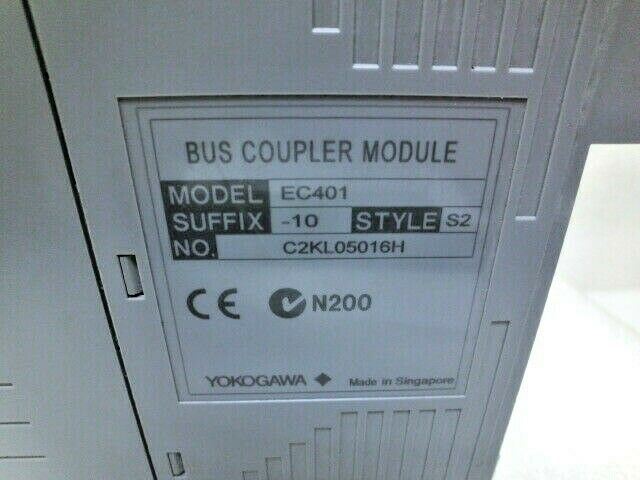 BUS COUPLER MODULE
MODEL EC401
SUFFIX -10 STYLE S2
NO. C2KL05016H
CE N200
YOKOGAWA Made in Singapore